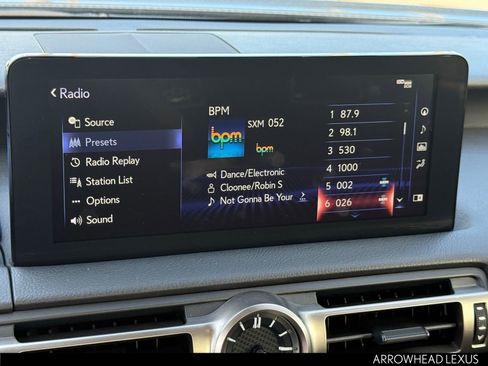 Radio
Source
Presets
Radio Replay
Station List
Options
Sound
BPM
bpm
SXM 052
bpm
Dance/Electronic
Cloonee/Robin S
Not Gonna Be Your
1 87.9
2 98.1
3 530
4 1000
5 002
6 026
ARROWHEAD LEXUS